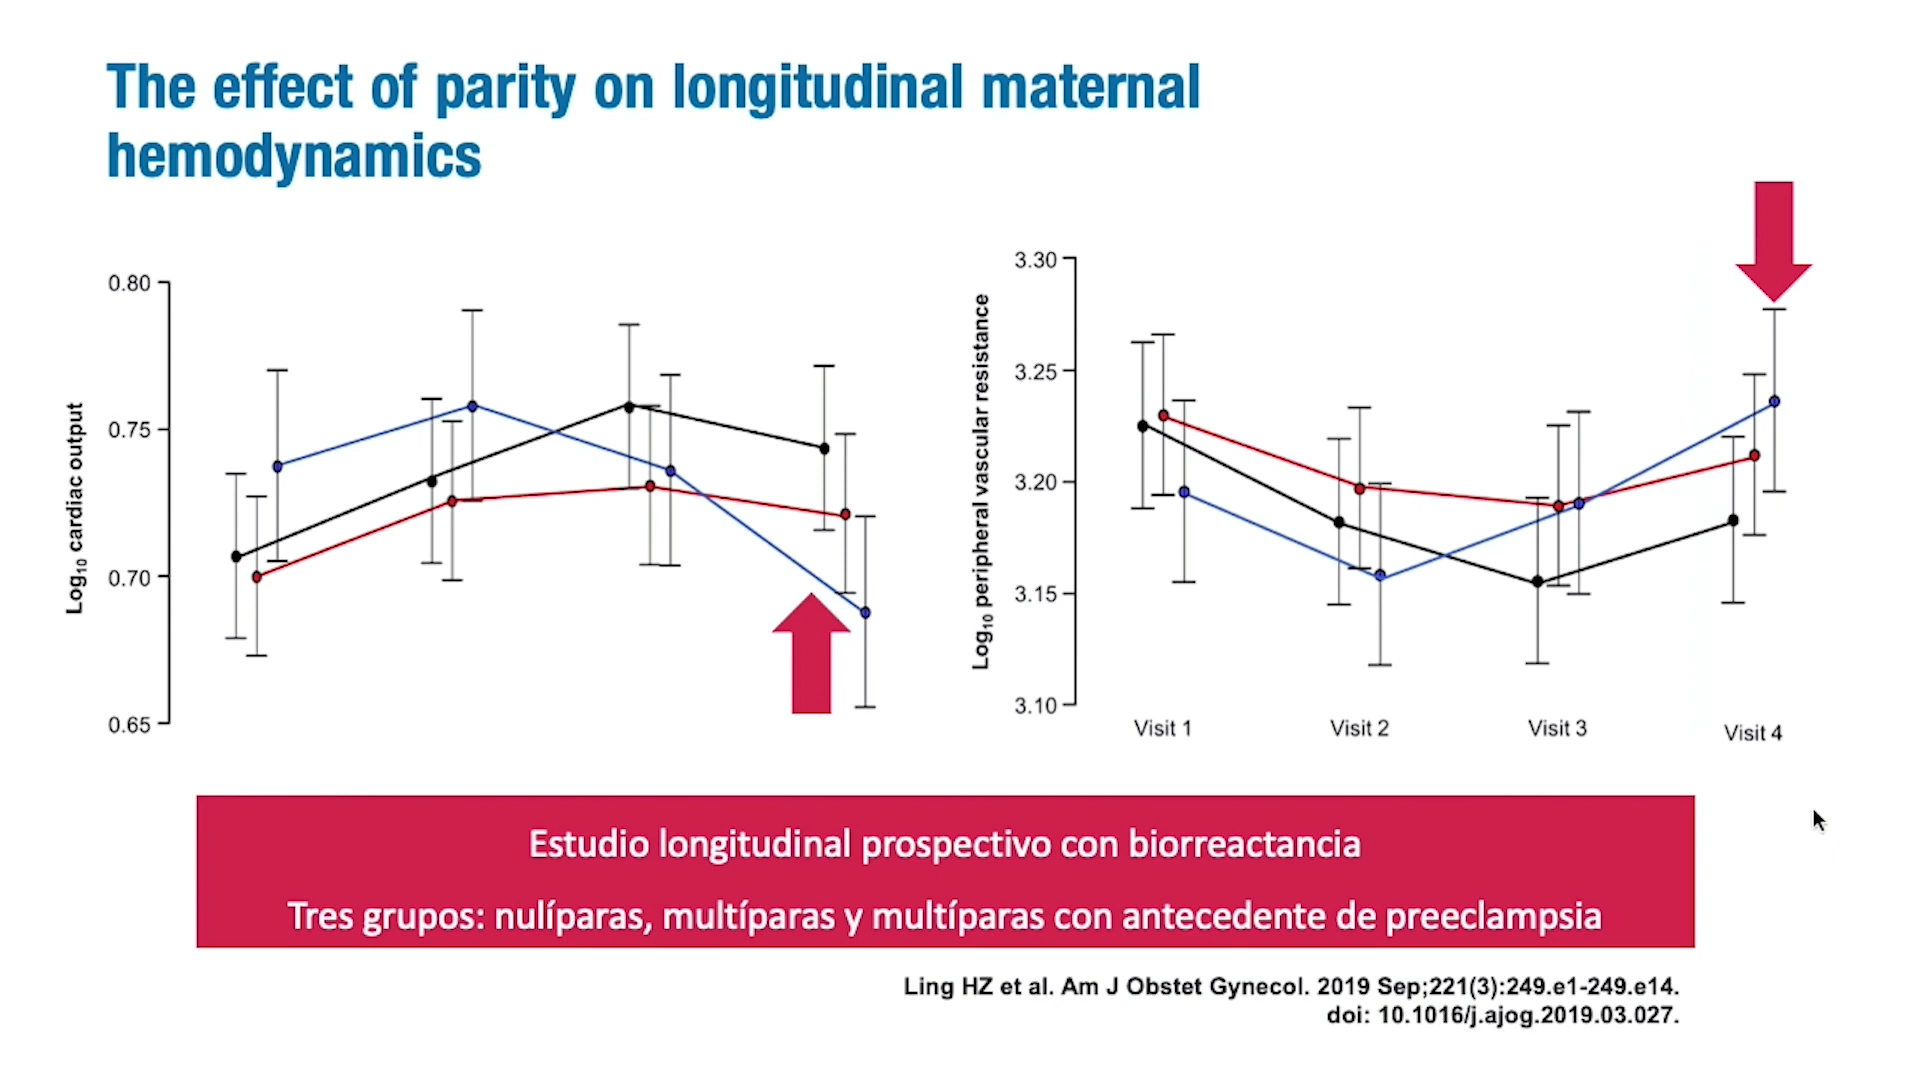 The effect of parity on longitudinal maternal
hemodynamics
0.80
0.75
0.70
0.65
Log10 cardiac output
3.30
3.25
3.20
3.15
3.10
Log10 peripheral vascular resistance
Visit 1
Visit 2
Visit 3
Visit 4
Estudio longitudinal prospectivo con biorreactancia
Tres grupos: nulíparas, multíparas y multíparas con antecedente de preeclampsia
Ling HZ et al. Am J Obstet Gynecol. 2019 Sep;221(3):249.e1-249.e14.
doi: 10.1016/j.ajog.2019.03.027.